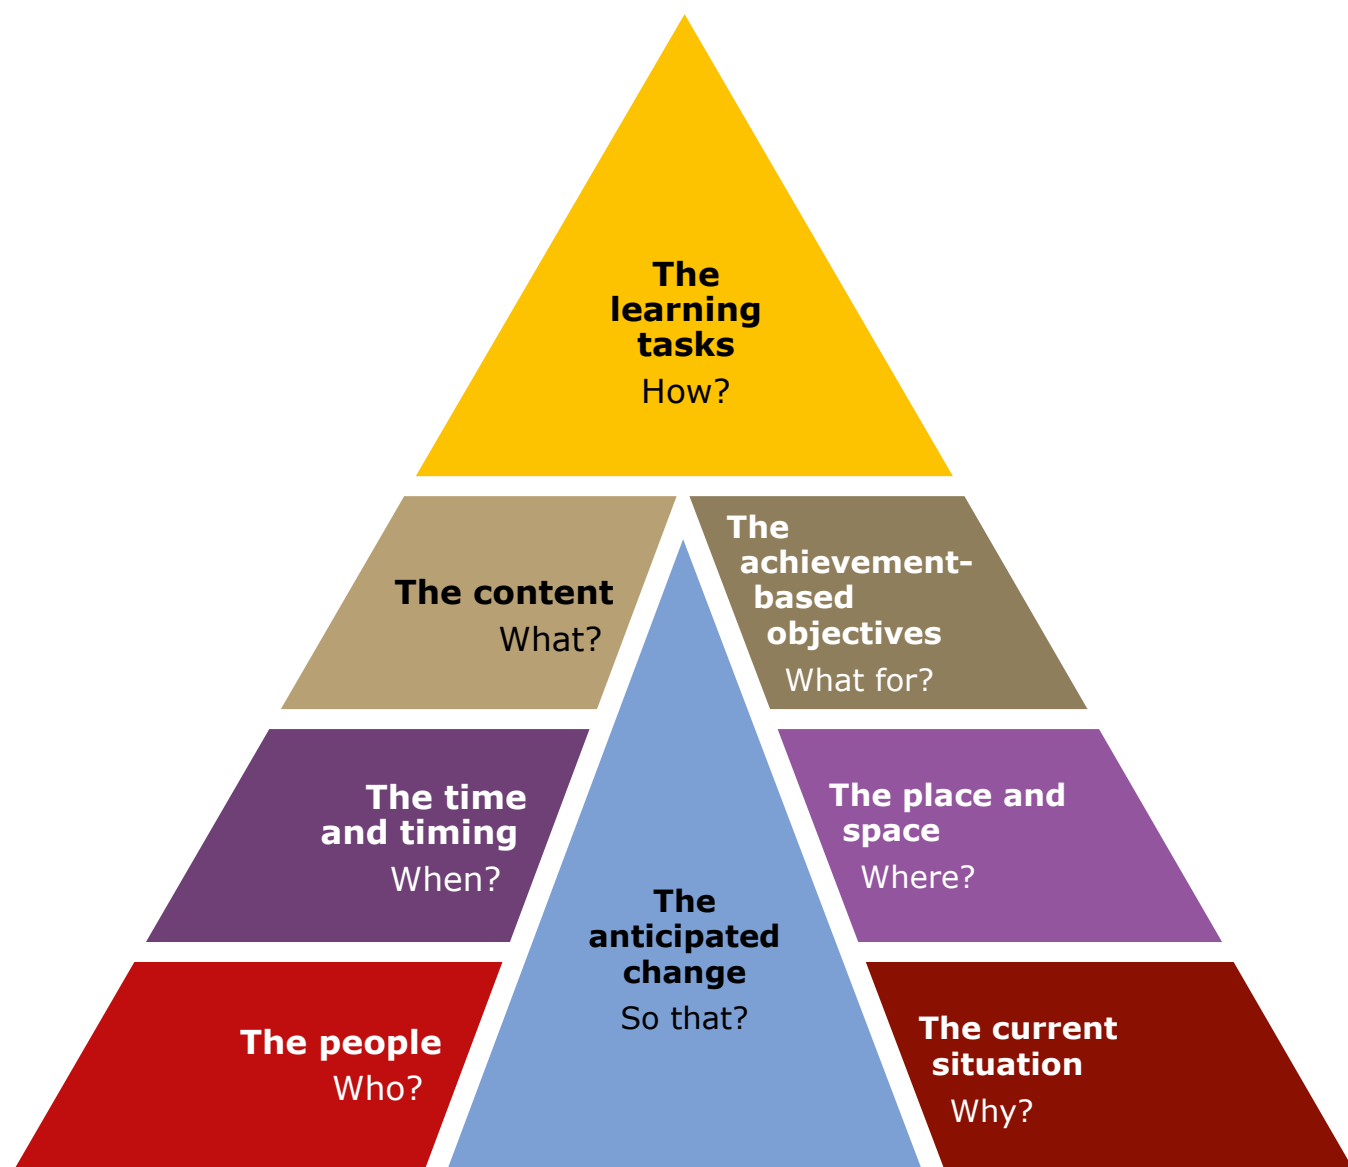 The
learning
tasks
How?
The content
What?
The
achievement-
based
objectives
What for?
The time
and timing
When?
The place and
space
Where?
The
anticipated
change
So that?
The people
Who?
The current
situation
Why?